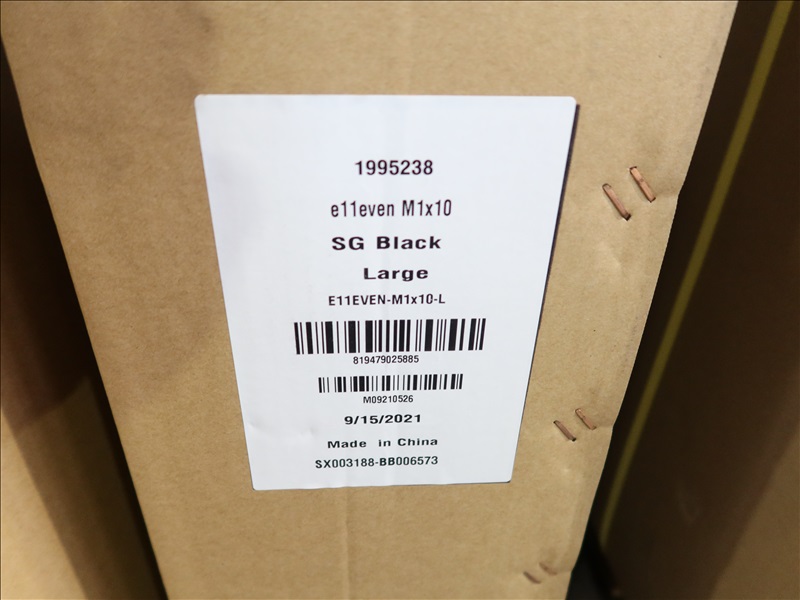 1995238
e11even M1x10
SG Black
Large
E11EVEN-M1x10-L
819479025885
M09210526
9/15/2021
Made in China
SX003188-BB006573